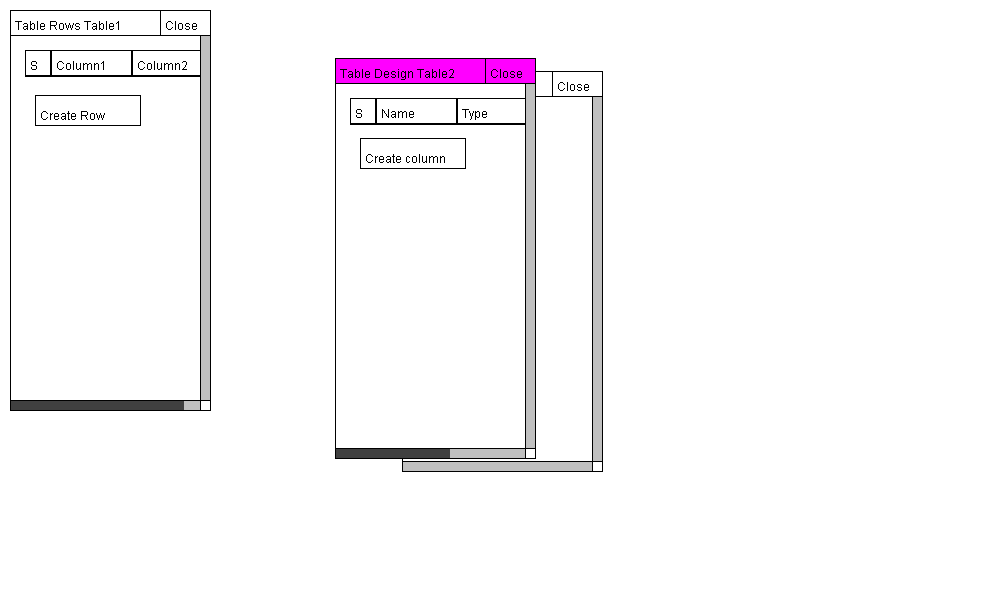 Table Rows Table1 Close
S Column1 Column2
Create Row
Table Design Table2 Close
S Name Type
Create column
Close